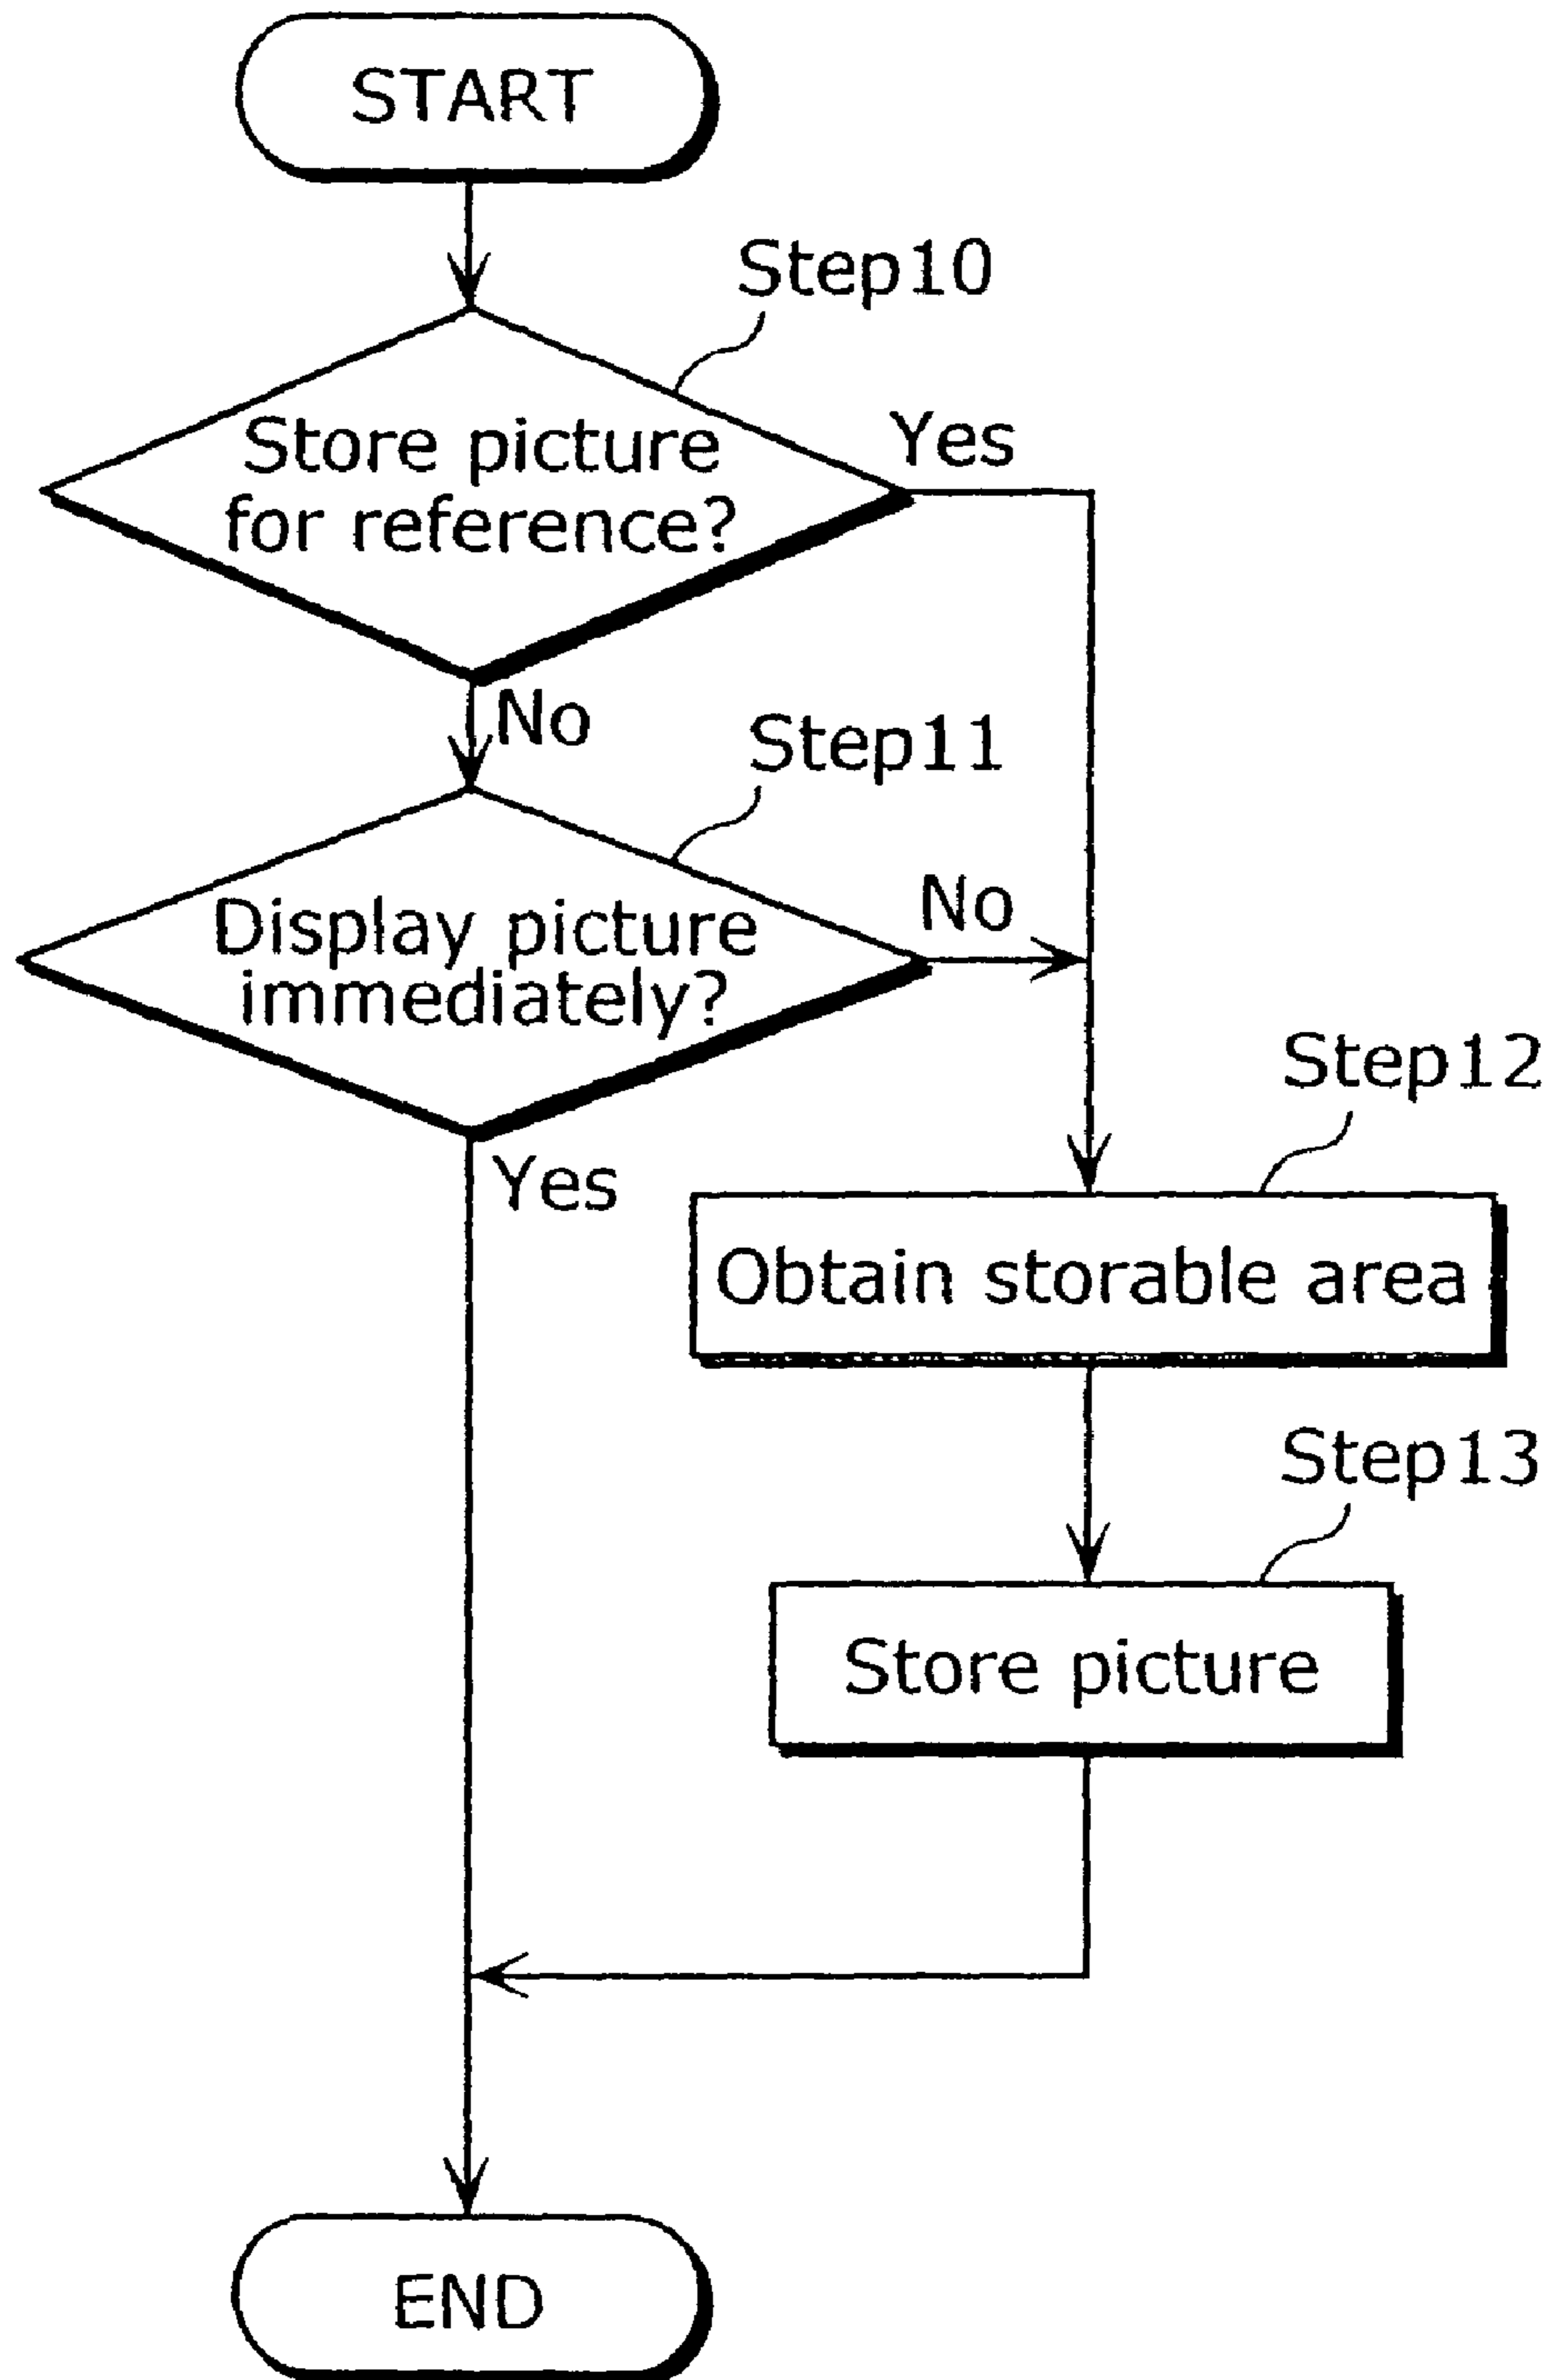 START
Step10
Store picture
for reference?
Yes
No
Step11
Display picture
immediately?
No
Yes
Step12
Obtain storable area
Step13
Store picture
END